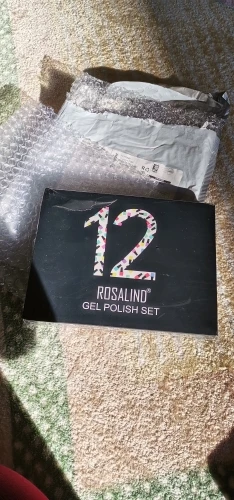 12
ROSALIND®
GEL POLISH SET